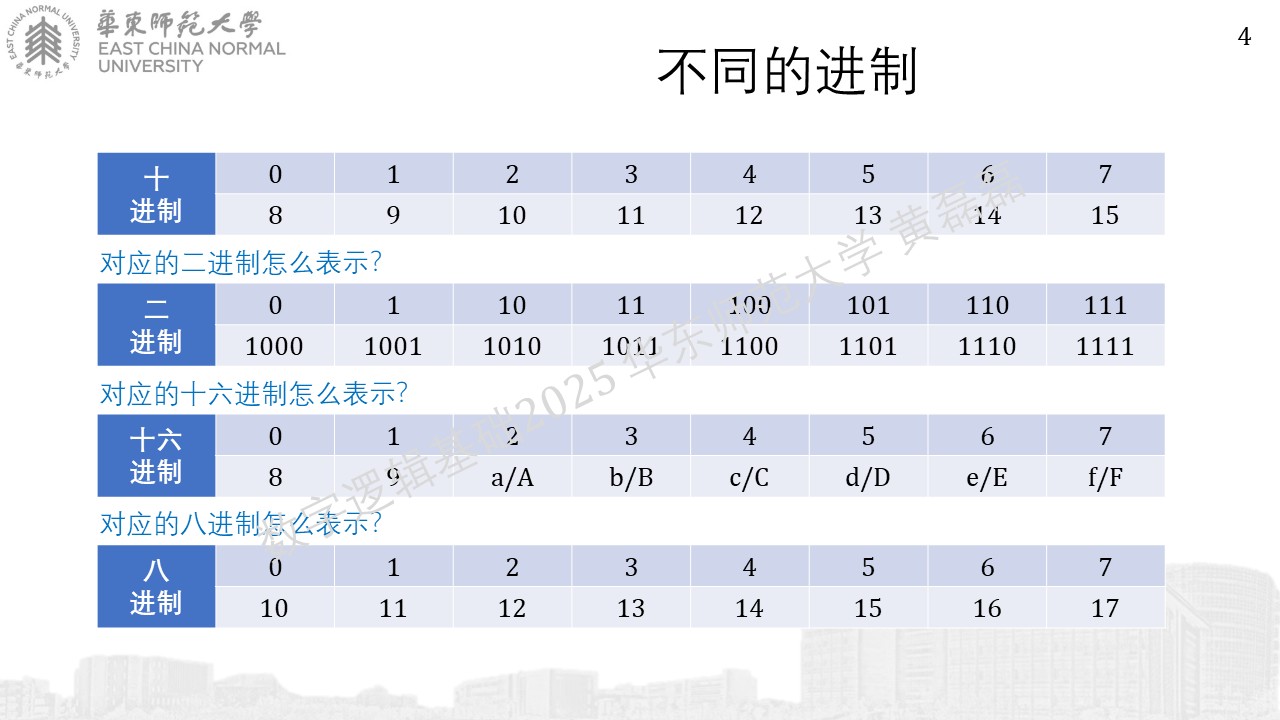 華東師範大學
EAST CHINA NORMAL
UNIVERSITY
EAST CHINA NORMAL UNIVERSITY
華東师范大學
4
不同的进制
十
进制
0 1 2 3 4 5 6 7
8 9 10 11 12 13 14 15
对应的二进制怎么表示?
二
进制
0 1 10 11 100 101 110 111
1000 1001 1010 1011 1100 1101 1110 1111
对应的十六进制怎么表示?
十六
进制
0 1 2 3 4 5 6 7
8 9 a/A b/B c/C d/D e/E f/F
对应的八进制怎么表示?
八
进制
0 1 2 3 4 5 6 7
10 11 12 13 14 15 16 17
数字逻辑基础2025 华东师范大学 黄磊磊